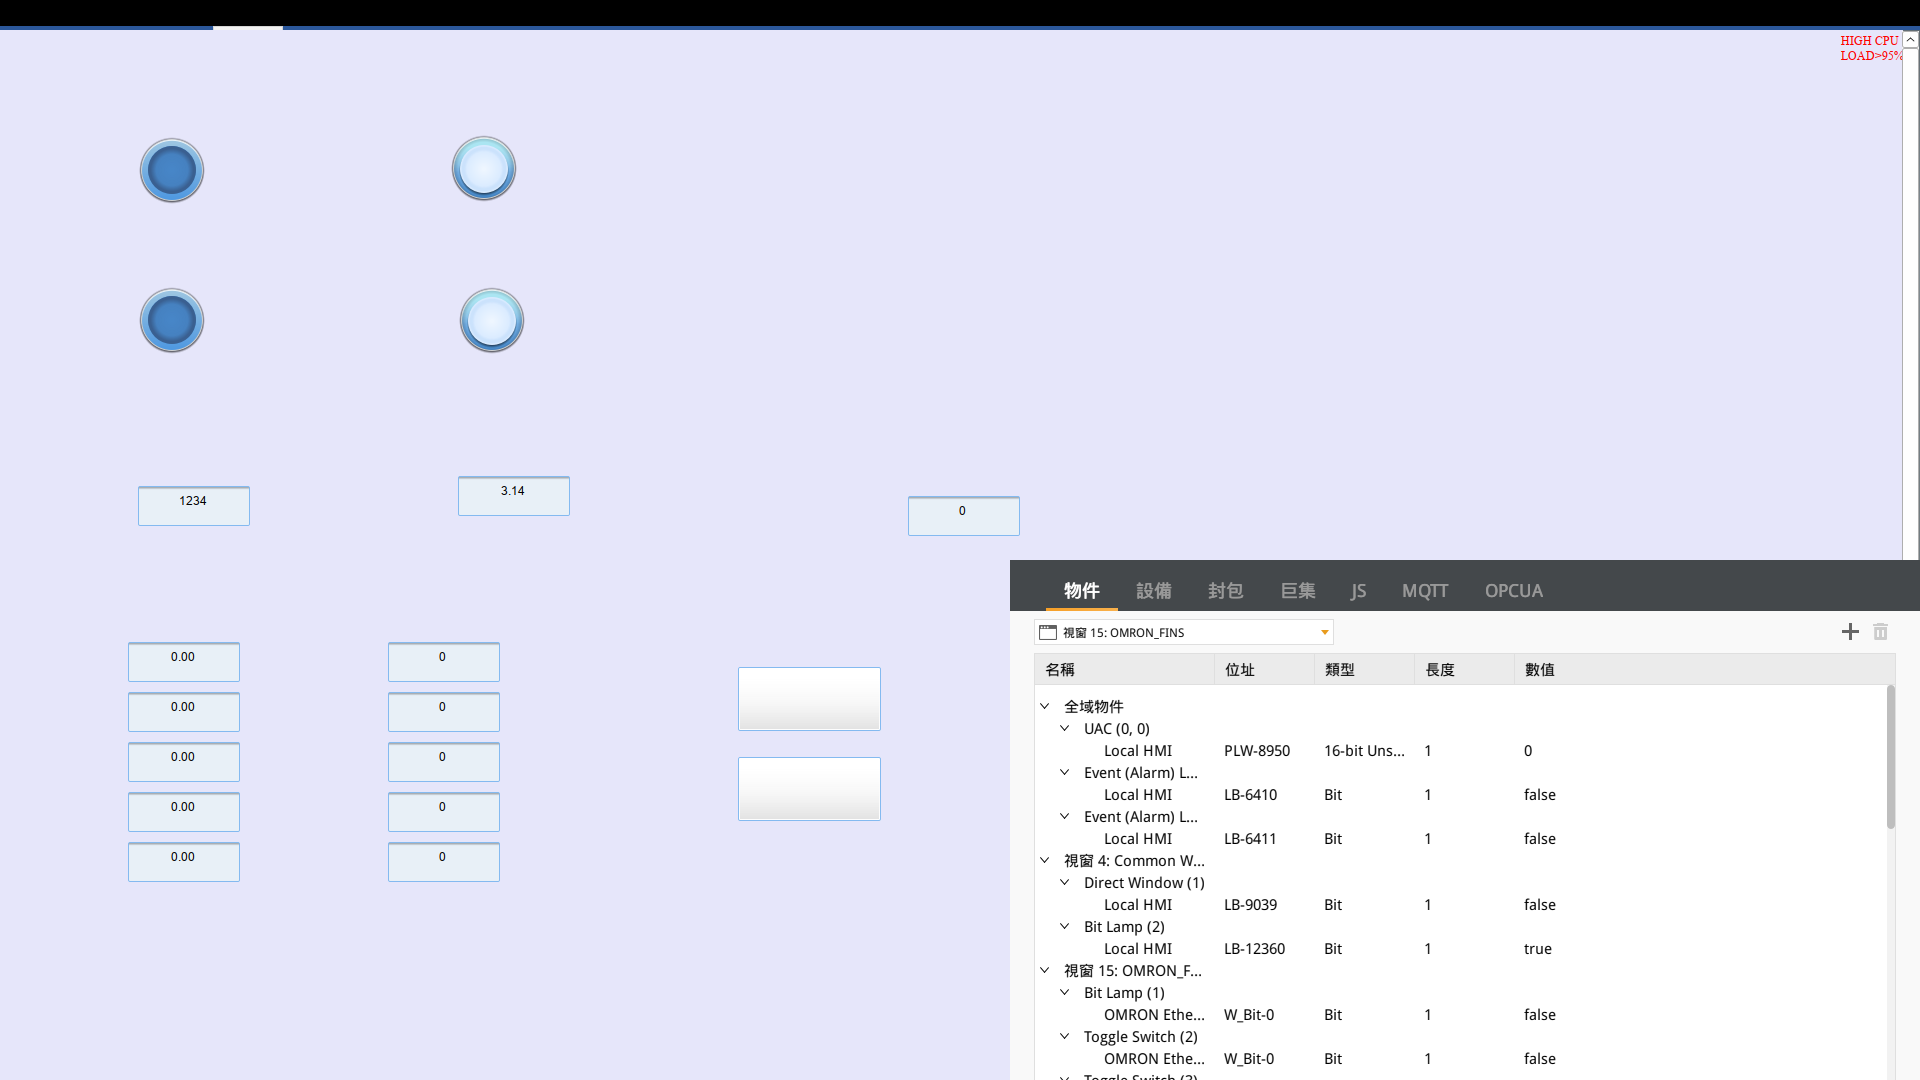 HIGH CPU
LOAD>95%
1234
3.14
0
0.00 0
0.00 0
0.00 0
0.00 0
0.00 0
物件 設備 封包 巨集 JS MQTT OPCUA
視窗 15: OMRON_FINS
名稱 位址 類型 長度 數值
全域物件
UAC (0, 0)
Local HMI PLW-8950 16-bit Uns... 1 0
Event (Alarm) L...
Local HMI LB-6410 Bit 1 false
Event (Alarm) L...
Local HMI LB-6411 Bit 1 false
視窗 4: Common W...
Direct Window (1)
Local HMI LB-9039 Bit 1 false
Bit Lamp (2)
Local HMI LB-12360 Bit 1 true
視窗 15: OMRON_F...
Bit Lamp (1)
OMRON Ethe... W_Bit-0 Bit 1 false
Toggle Switch (2)
OMRON Ethe... W_Bit-0 Bit 1 false
Toggle Switch (3)